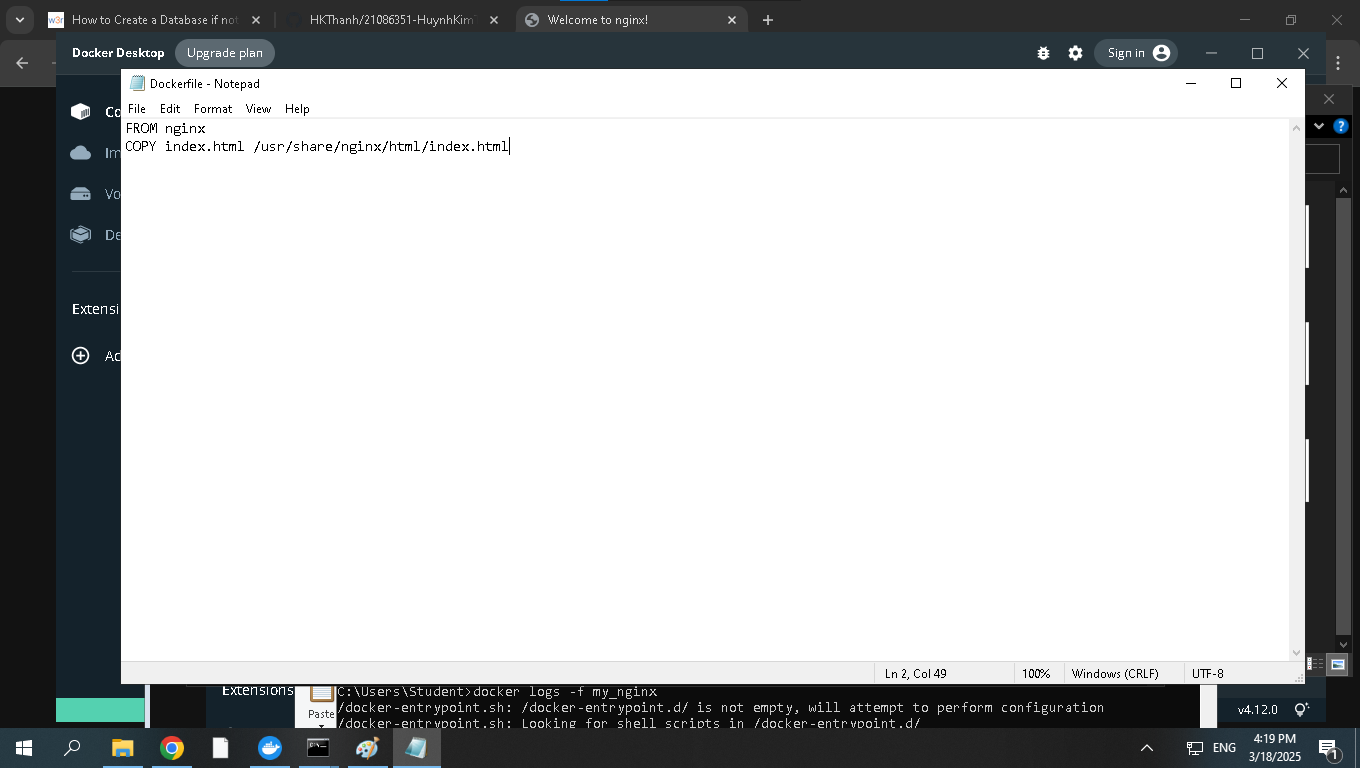 w3r How to Create a Database if not
HKThanh/21086351-HuynhKim
Welcome to nginx!
Docker Desktop
Upgrade plan
Sign in
Dockerfile - Notepad
File Edit Format View Help
FROM nginx
COPY index.html /usr/share/nginx/html/index.html
Co
Im
Vo
De
Extensi
Ad
Ln 2, Col 49
100%
Windows (CRLF)
UTF-8
Extensions
Paste
C:\Users\Student>docker logs -f my_nginx
/docker-entrypoint.sh: /docker-entrypoint.d/ is not empty, will attempt to perform configuration
/docker-entrypoint.sh: Looking for shell scripts in /docker-entrypoint.d/
v4.12.0
ENG
4:19 PM
3/18/2025
1